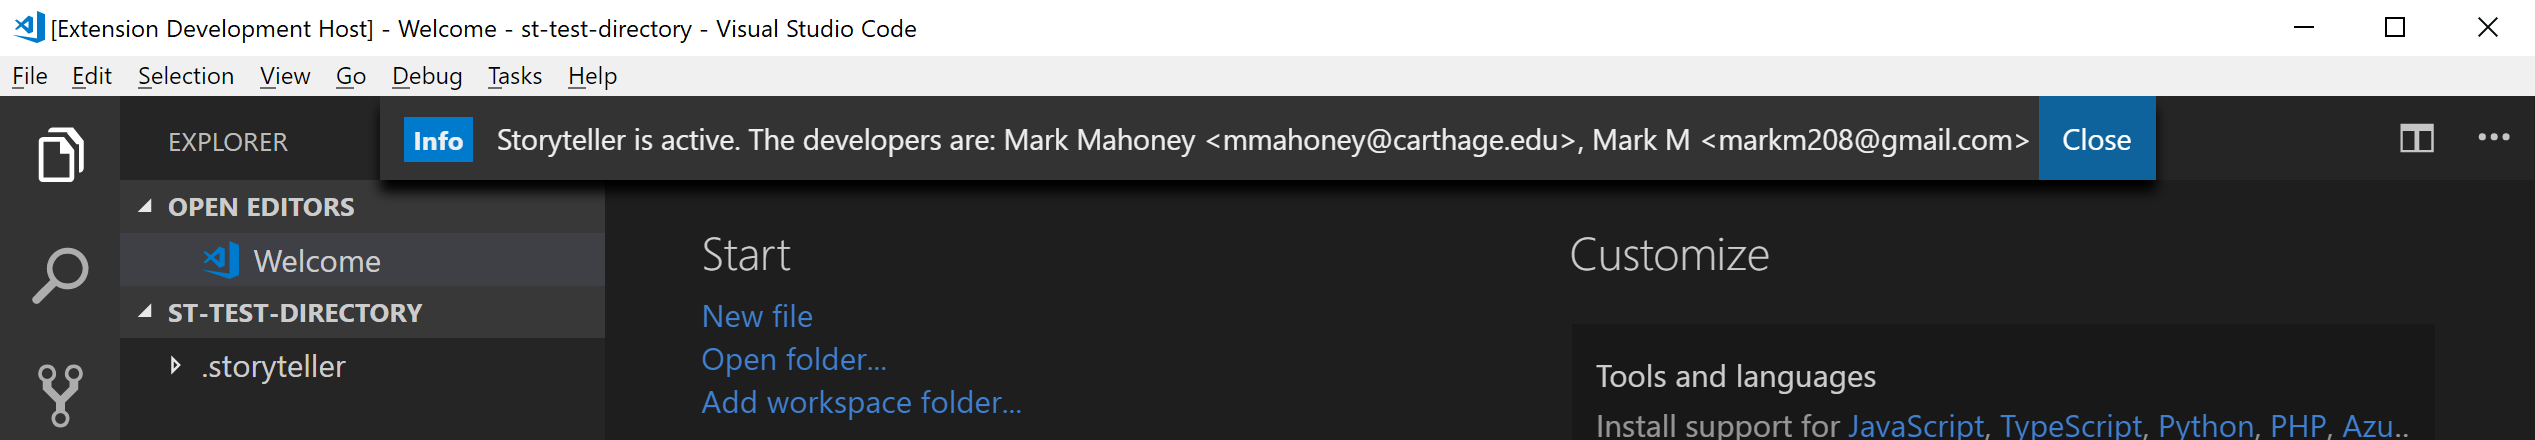 [Extension Development Host] - Welcome - st-test-directory - Visual Studio Code
File Edit Selection View Go Debug Tasks Help
EXPLORER
Info Storyteller is active. The developers are: Mark Mahoney <mmahoney@carthage.edu>, Mark M <markm208@gmail.com> Close
OPEN EDITORS
Welcome
ST-TEST-DIRECTORY
.storyteller
Start
New file
Open folder...
Add workspace folder...
Customize
Tools and languages
Install support for JavaScript, TypeScript, Python, PHP, Azu...